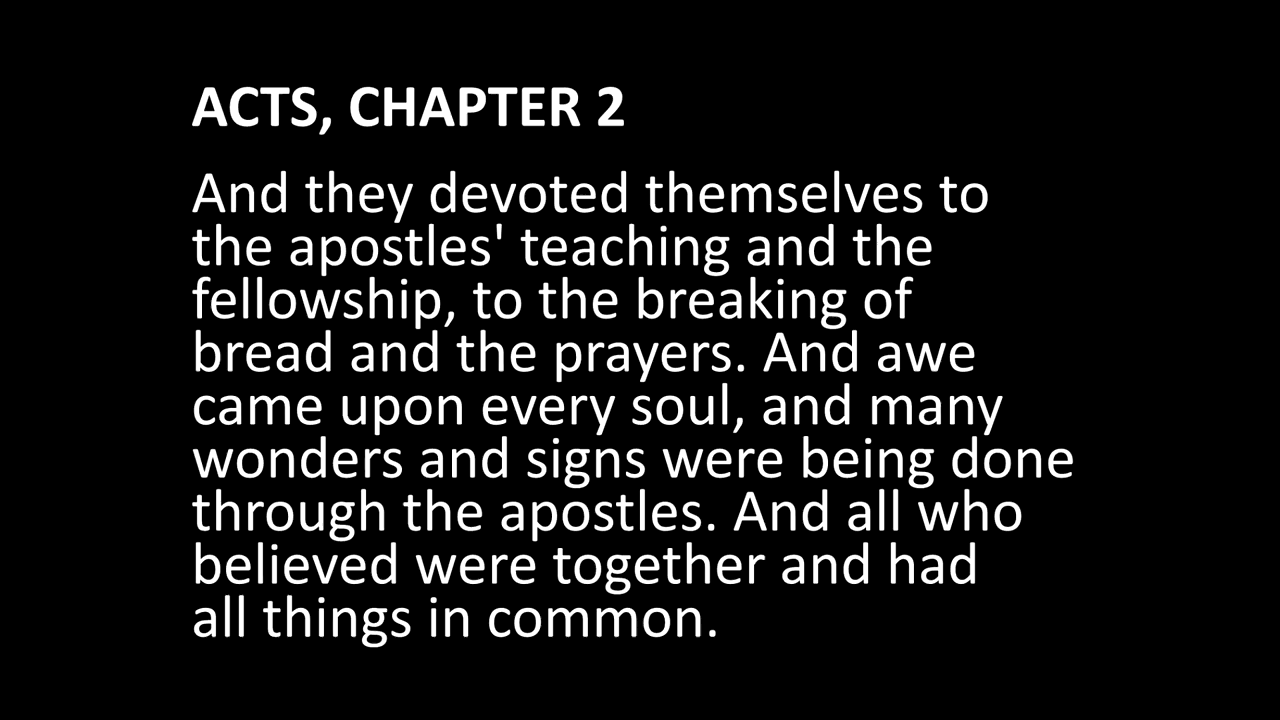 ACTS, CHAPTER 2
And they devoted themselves to
the apostles' teaching and the
fellowship, to the breaking of
bread and the prayers. And awe
came upon every soul, and many
wonders and signs were being done
through the apostles. And all who
believed were together and had
all things in common.